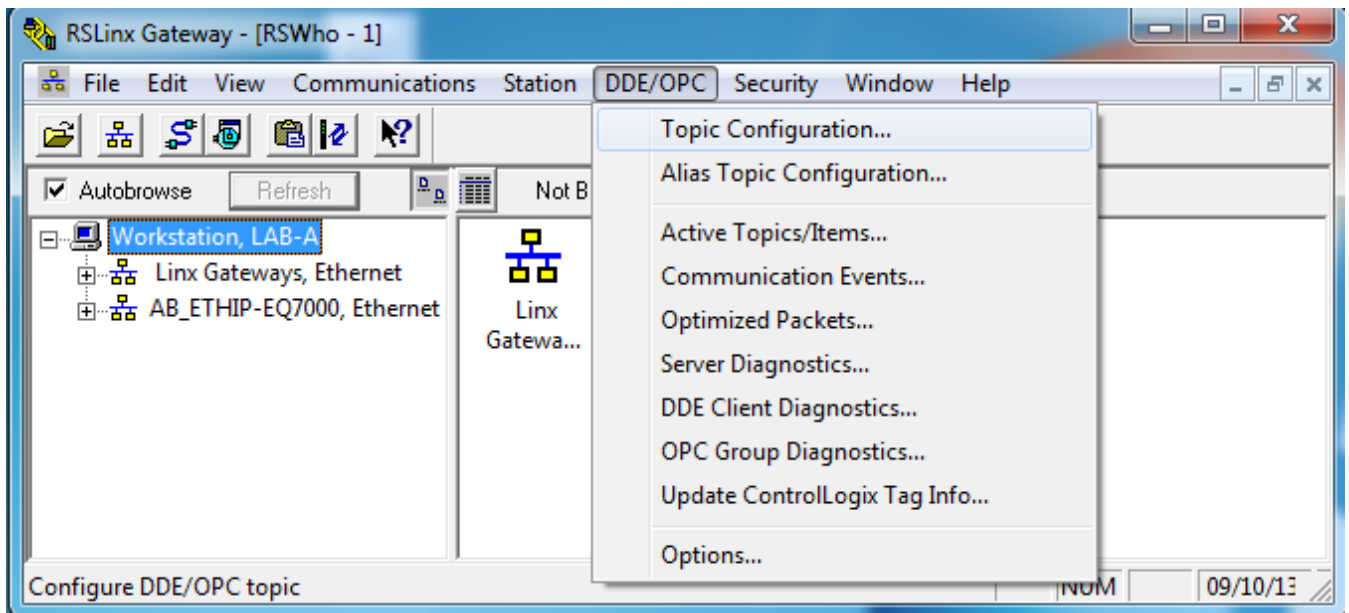 RSLinx Gateway - [RSWho - 1]
File Edit View Communications Station DDE/OPC Security Window Help
Topic Configuration...
Alias Topic Configuration...
Active Topics/Items...
Communication Events...
Optimized Packets...
Server Diagnostics...
DDE Client Diagnostics...
OPC Group Diagnostics...
Update ControlLogix Tag Info...
Options...
Autobrowse Refresh Not B
Workstation, LAB-A
Linx Gateways, Ethernet
AB_ETHIP-EQ7000, Ethernet
Linx
Gatewa...
Configure DDE/OPC topic NUM 09/10/13